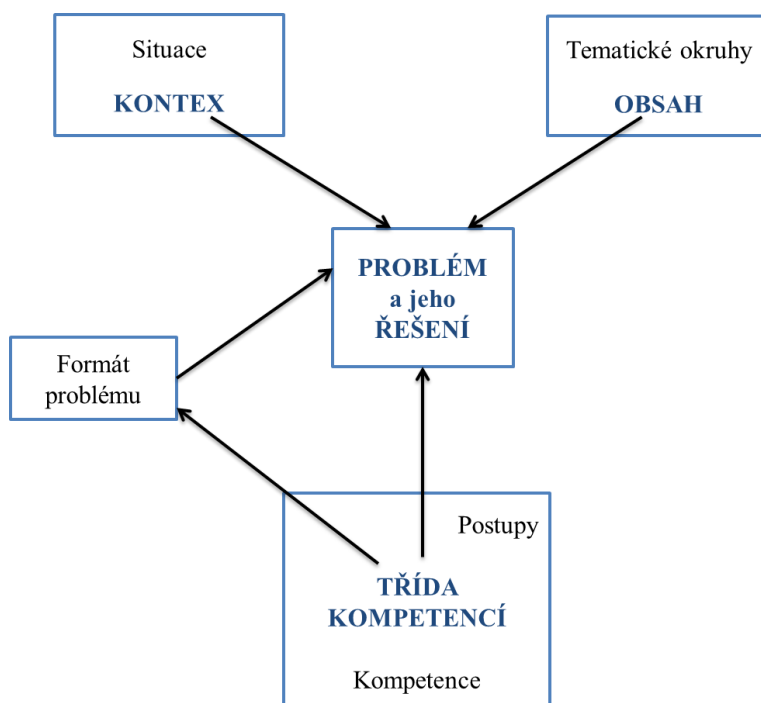 Situace
KONTEX
Tematické okruhy
OBSAH
PROBLÉM
a jeho
ŘEŠENÍ
Formát
problému
Postupy
TŘÍDA
KOMPETENCÍ
Kompetence